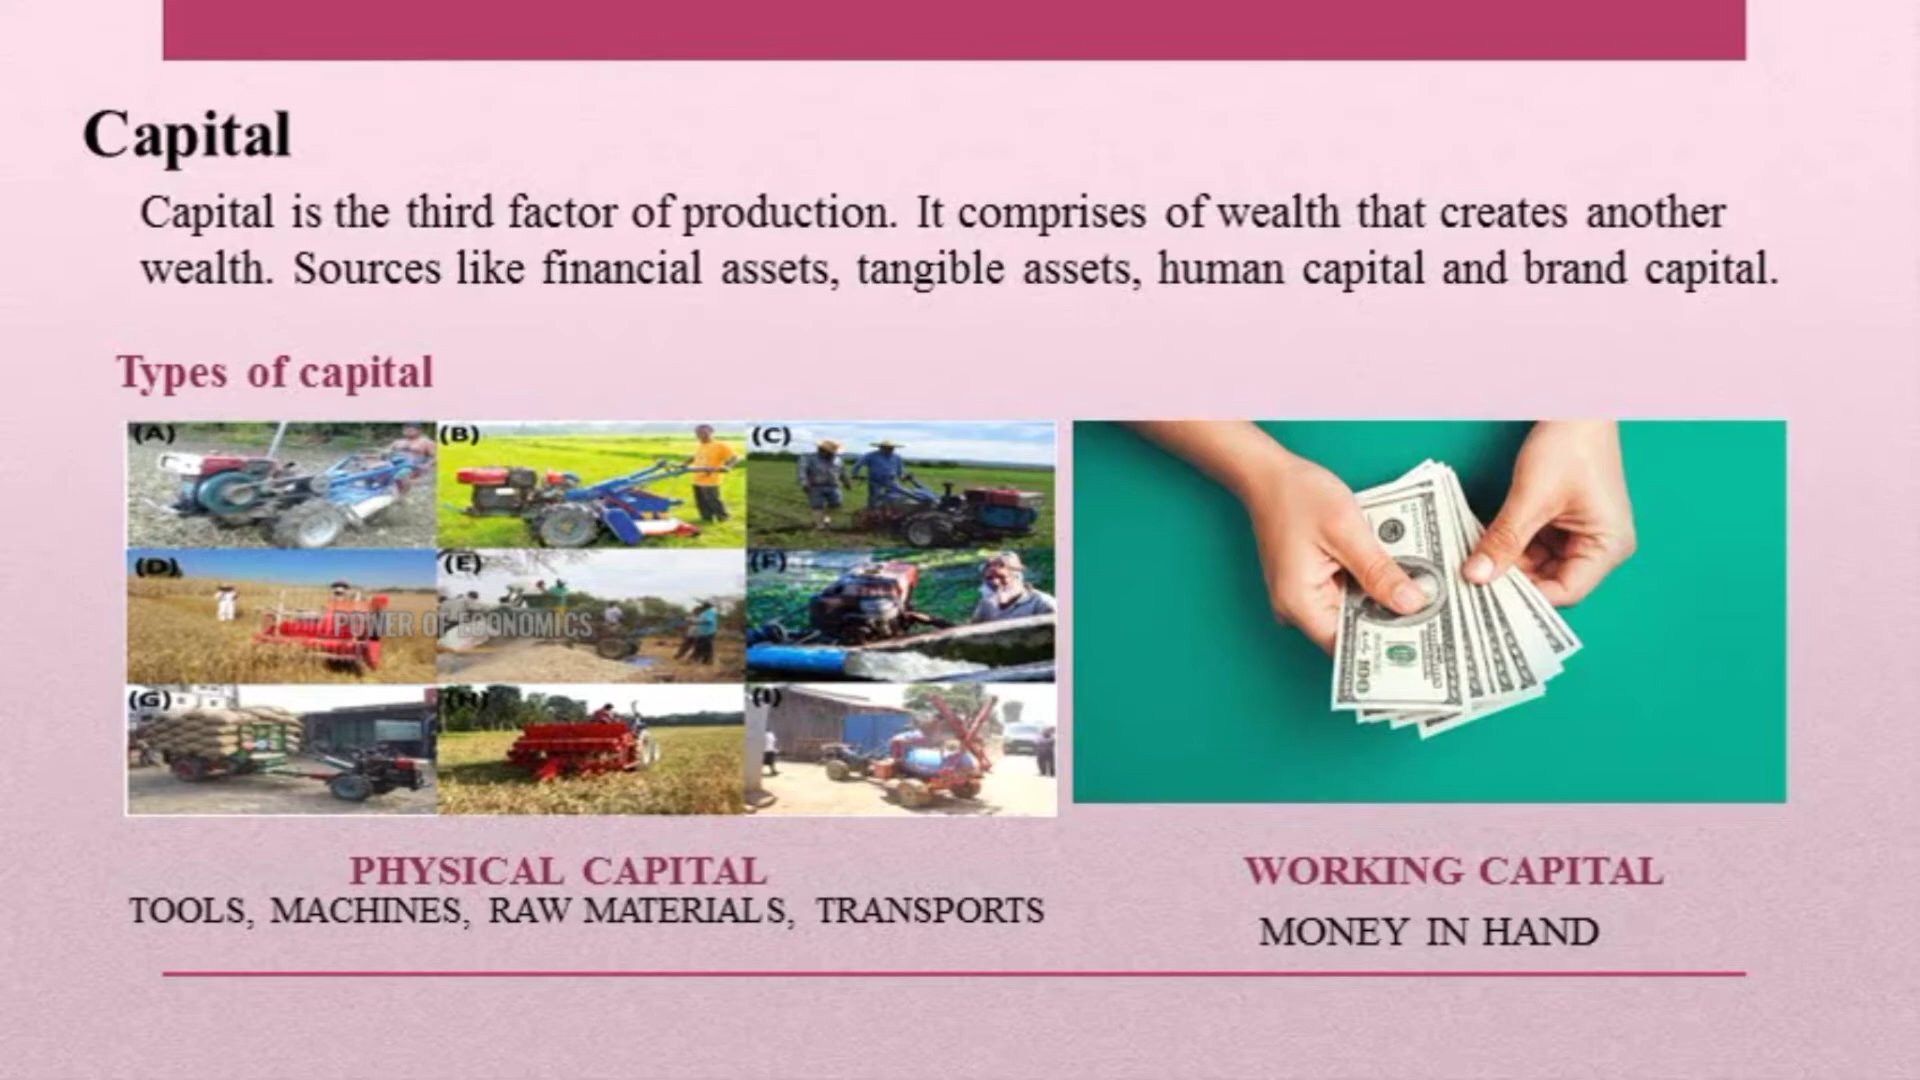 Capital
Capital is the third factor of production. It comprises of wealth that creates another
wealth. Sources like financial assets, tangible assets, human capital and brand capital.
Types of capital
(A) (B) (C)
(D) (E) (F)
POWER OF ECONOMICS
(G) (H) (I)
PHYSICAL CAPITAL
TOOLS, MACHINES, RAW MATERIALS, TRANSPORTS
WORKING CAPITAL
MONEY IN HAND